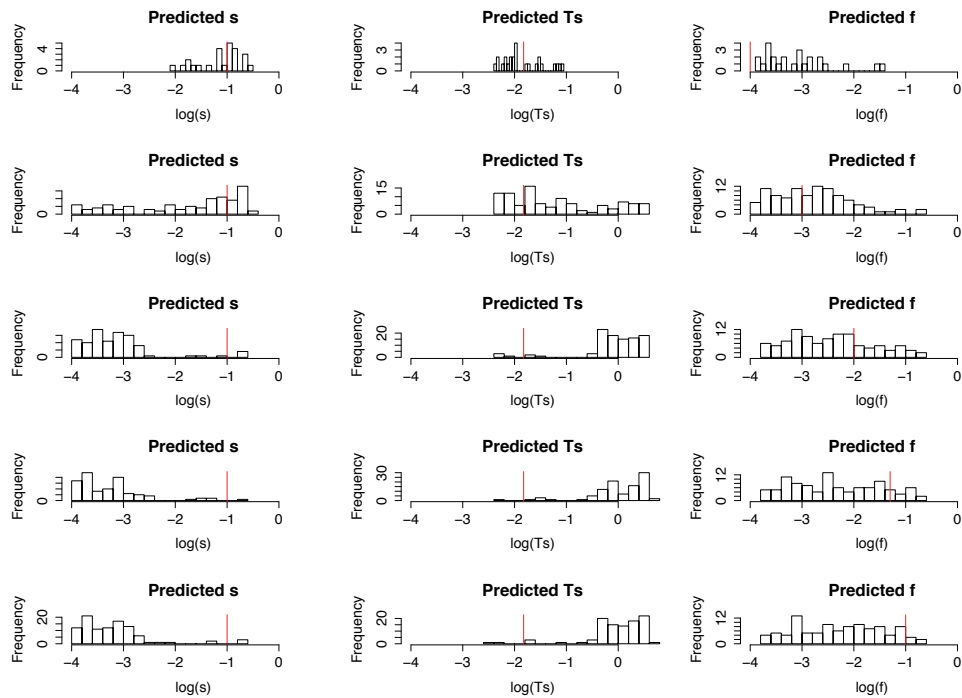 Predicted s
Frequency
0 4
−4 −3 −2 −1 0
log(s)
Predicted Ts
Frequency
0 3
−4 −3 −2 −1 0
log(Ts)
Predicted f
Frequency
0 3
−4 −3 −2 −1 0
log(f)
Predicted s
Frequency
0
−4 −3 −2 −1 0
log(s)
Predicted Ts
Frequency
0 15
−4 −3 −2 −1 0
log(Ts)
Predicted f
Frequency
0 12
−4 −3 −2 −1 0
log(f)
Predicted s
Frequency
0
−4 −3 −2 −1 0
log(s)
Predicted Ts
Frequency
0 20
−4 −3 −2 −1 0
log(Ts)
Predicted f
Frequency
0 12
−4 −3 −2 −1 0
log(f)
Predicted s
Frequency
0
−4 −3 −2 −1 0
log(s)
Predicted Ts
Frequency
0 30
−4 −3 −2 −1 0
log(Ts)
Predicted f
Frequency
0 12
−4 −3 −2 −1 0
log(f)
Predicted s
Frequency
0 20
−4 −3 −2 −1 0
log(s)
Predicted Ts
Frequency
0 20
−4 −3 −2 −1 0
log(Ts)
Predicted f
Frequency
0 12
−4 −3 −2 −1 0
log(f)